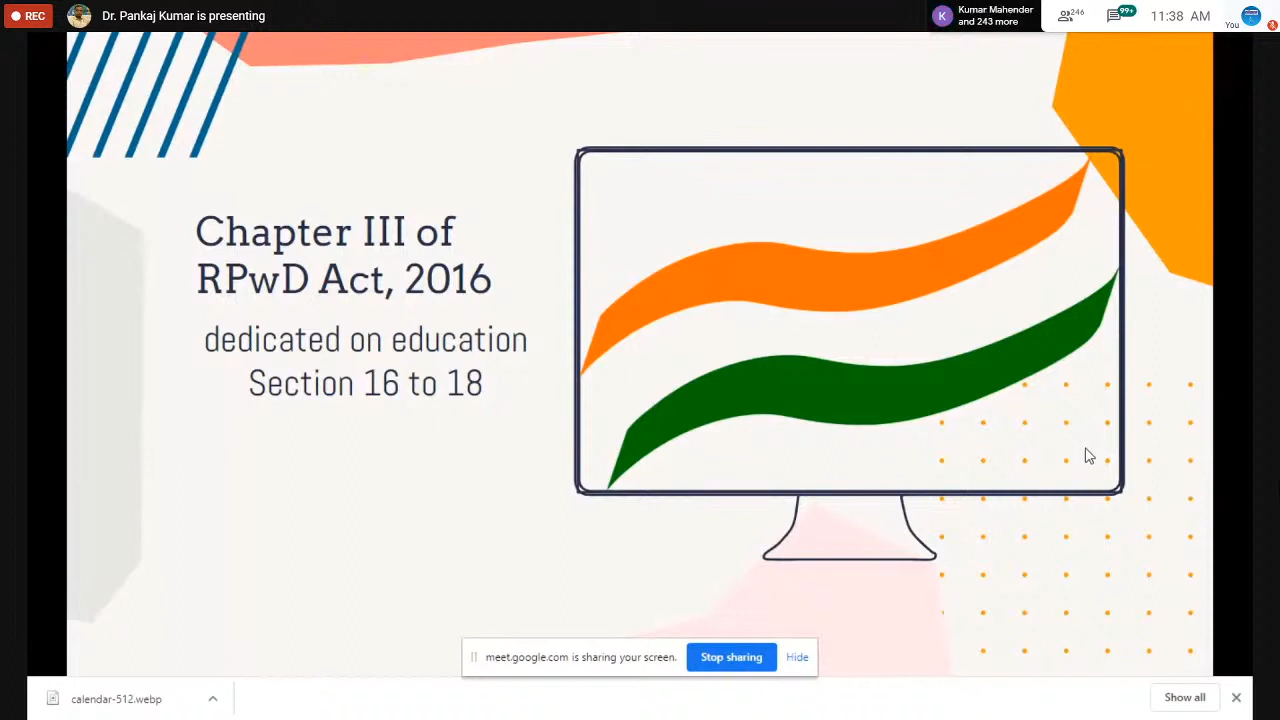 REC
Dr. Pankaj Kumar is presenting
K
Kumar Mahender
and 243 more
246
99+
11:38 AM
You
Chapter III of
RPwD Act, 2016
dedicated on education
Section 16 to 18
meet.google.com is sharing your screen.
Stop sharing
Hide
calendar-512.webp
Show all